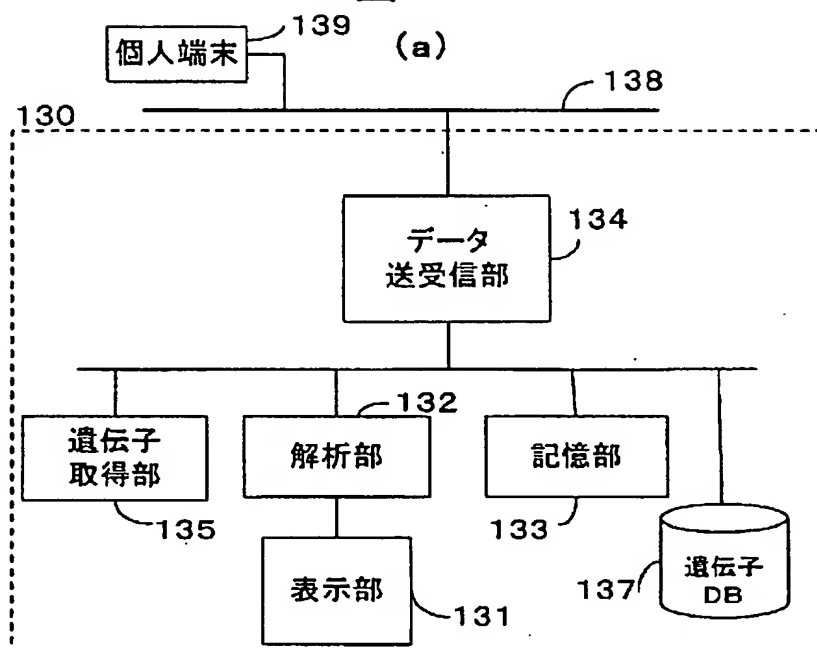 139
個人端末
(a)
138
130
データ
送受信部
134
132
遺伝子
取得部
解析部
記憶部
135
133
表示部
131
137
遺伝子
DB